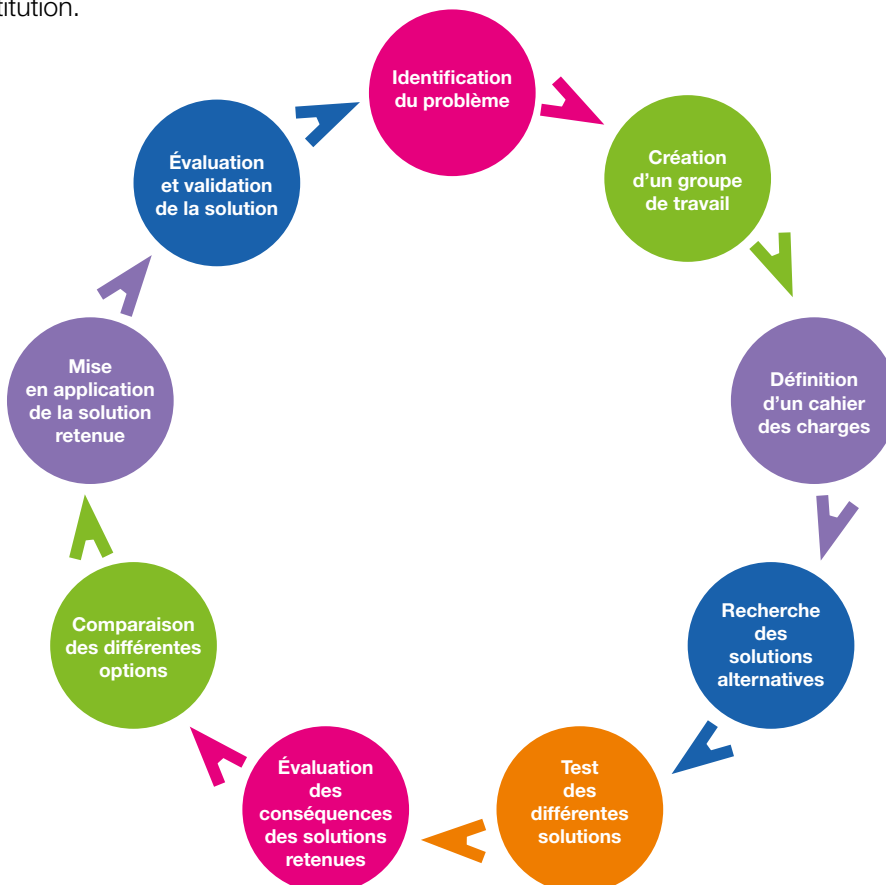 titution.
Identification
du problème
Création
d'un groupe
de travail
Définition
d'un cahier
des charges
Recherche
des
solutions
alternatives
Test
des
différentes
solutions
Évaluation
des
conséquences
des solutions
retenues
Comparaison
des différentes
options
Mise
en application
de la solution
retenue
Évaluation
et validation
de la solution